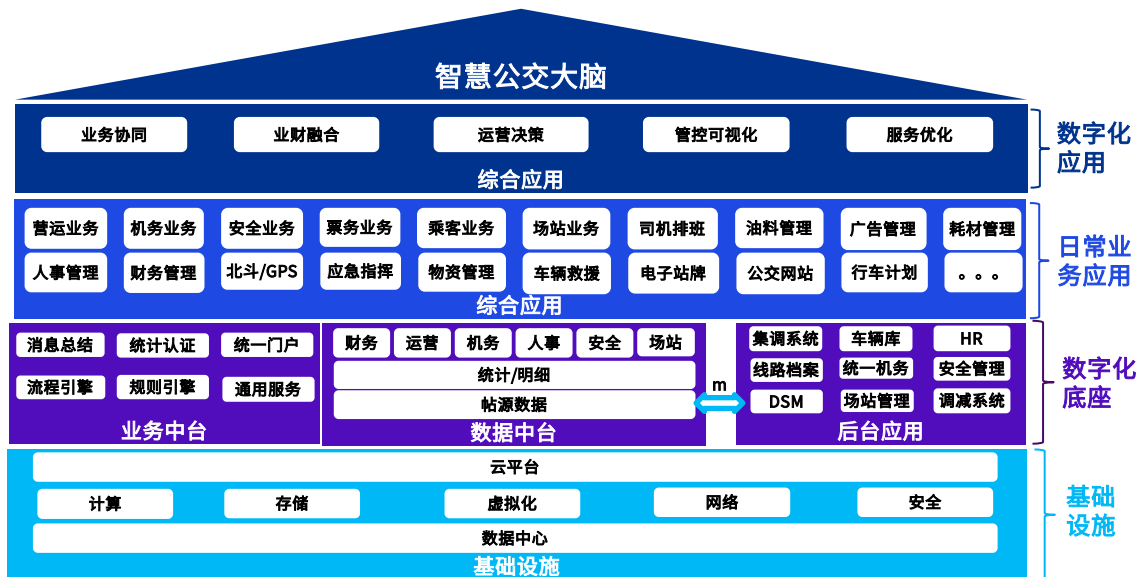 智慧公交大脑
业务协同
业财融合
运营决策
管控可视化
服务优化
综合应用
数字化
应用
营运业务
机务业务
安全业务
票务业务
乘客业务
场站业务
司机排班
油料管理
广告管理
耗材管理
人事管理
财务管理
北斗/GPS
应急指挥
物资管理
车辆救援
电子站牌
公交网站
行车计划
。。。
综合应用
日常业
务应用
消息总结
统计认证
统一门户
流程引擎
规则引擎
通用服务
业务中台
财务
运营
机务
人事
安全
场站
统计/明细
帖源数据
数据中台
m
集调系统
车辆库
HR
线路档案
统一机务
安全管理
DSM
场站管理
调减系统
后台应用
数字化
底座
云平台
计算
存储
虚拟化
网络
安全
数据中心
基础设施
基础
设施